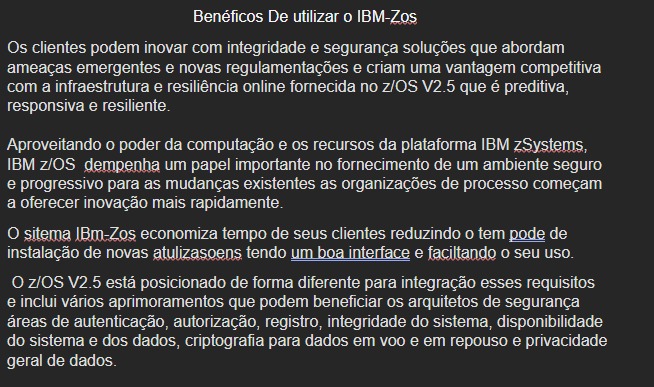 Benéficos De utilizar o IBM-Zos
Os clientes podem inovar com integridade e segurança soluções que abordam
ameaças emergentes e novas regulamentações e criam uma vantagem competitiva
com a infraestrutura e resiliência online fornecida no z/OS V2.5 que é preditiva,
responsiva e resiliente.
Aproveitando o poder da computação e os recursos da plataforma IBM zSystems,
IBM z/OS dempenha um papel importante no fornecimento de um ambiente seguro
e progressivo para as mudanças existentes as organizações de processo começam
a oferecer inovação mais rapidamente.
O sitema IBm-Zos economiza tempo de seus clientes reduzindo o tem pode de
instalação de novas atulizasoens tendo um boa interface e faciltando o seu uso.
O z/OS V2.5 está posicionado de forma diferente para integração esses requisitos
e inclui vários aprimoramentos que podem beneficiar os arquitetos de segurança
áreas de autenticação, autorização, registro, integridade do sistema, disponibilidade
do sistema e dos dados, criptografia para dados em voo e em repouso e privacidade
geral de dados.